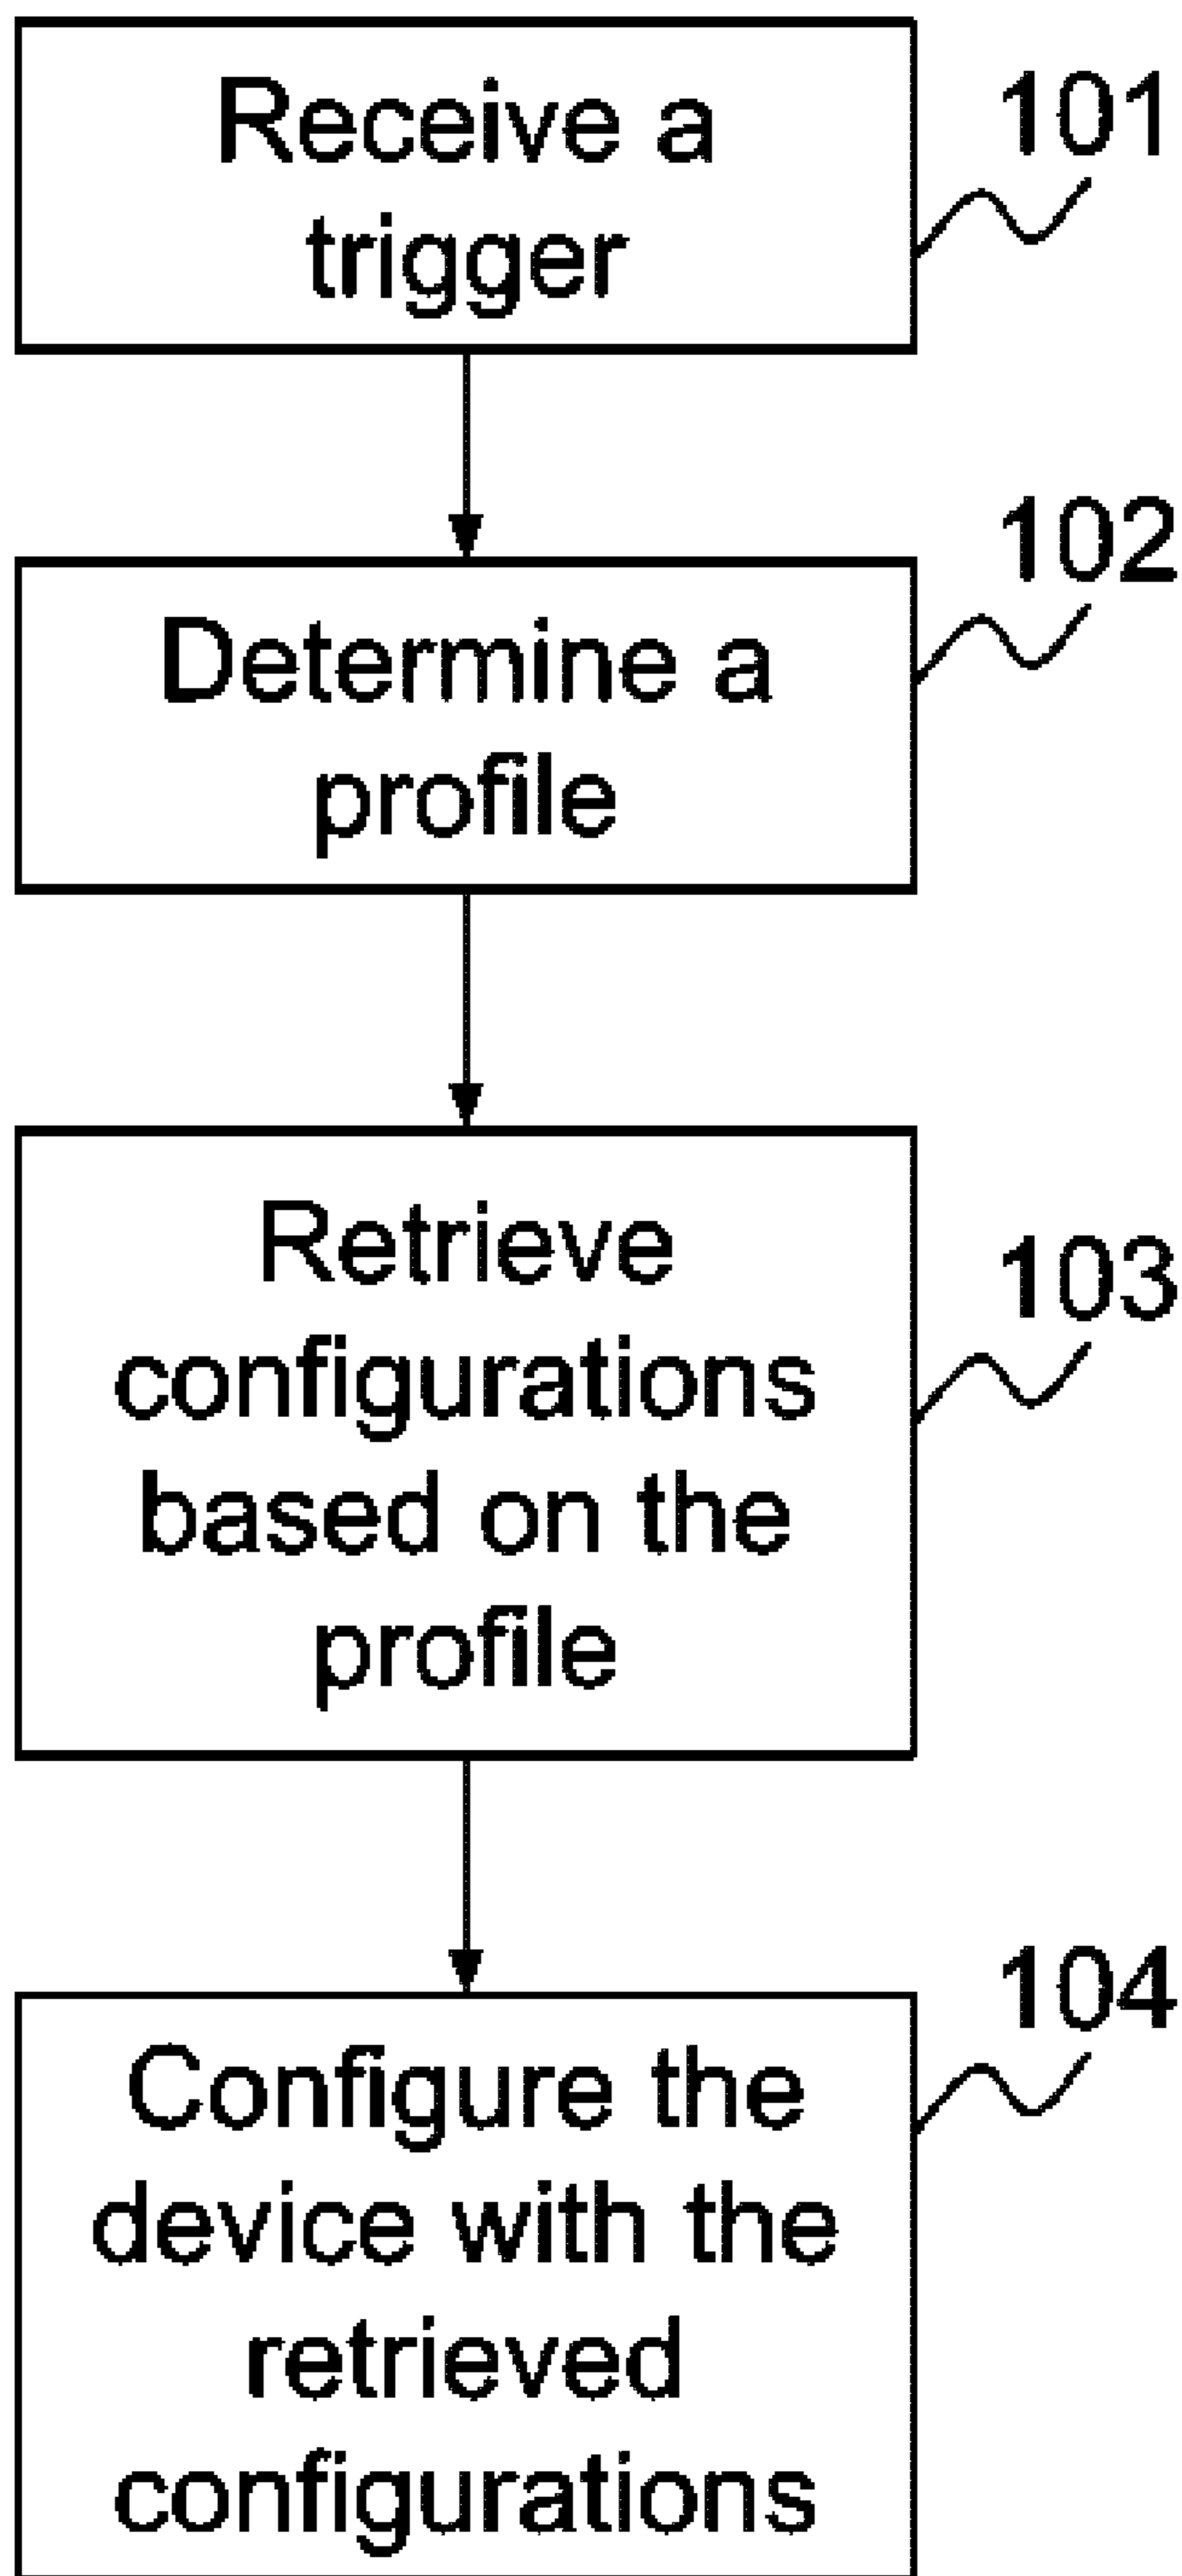 Receive a
trigger
101
Determine a
profile
102
Retrieve
configurations
based on the
profile
103
Configure the
device with the
retrieved
configurations
104